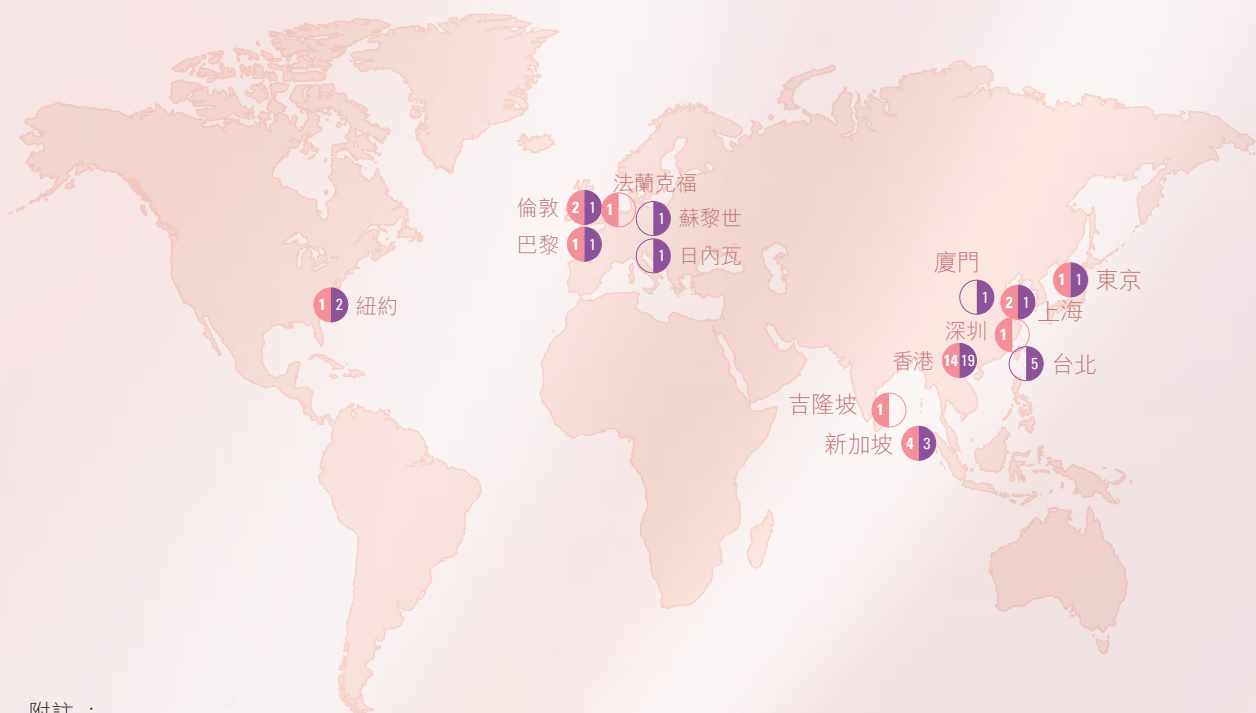 法蘭克福
倫敦 2 1 1 1 蘇黎世
巴黎 1 1 1 日內瓦
廈門 1
1 1 東京
1 2 紐約
2 1 上海
深圳 1
香港 14 19
5 台北
吉隆坡 1
新加坡 4 3
附註 :